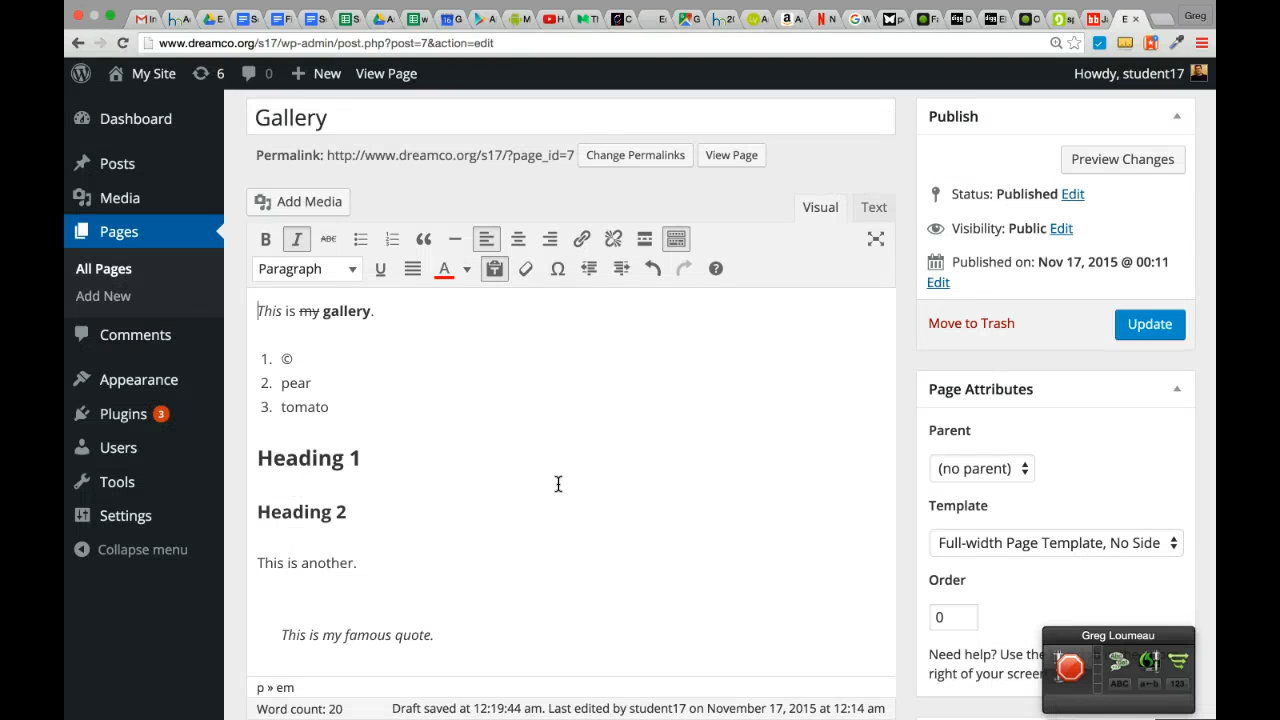 Greg
www.dreamco.org/s17/wp-admin/post.php?post=7&action=edit
My Site 6 0 New View Page Howdy, student17
Dashboard
Posts
Media
Pages
All Pages
Add New
Comments
Appearance
Plugins 3
Users
Tools
Settings
Collapse menu
Gallery
Permalink: http://www.dreamco.org/s17/?page_id=7 Change Permalinks View Page
Add Media
Visual Text
B I ABC
Paragraph U A Ω ?
This is my gallery.
1. ©
2. pear
3. tomato
Heading 1
Heading 2
This is another.
This is my famous quote.
p » em
Word count: 20 Draft saved at 12:19:44 am. Last edited by student17 on November 17, 2015 at 12:14 am
Publish
Preview Changes
Status: Published Edit
Visibility: Public Edit
Published on: Nov 17, 2015 @ 00:11
Edit
Move to Trash Update
Page Attributes
Parent
(no parent)
Template
Full-width Page Template, No Side
Order
0
Need help? Use the
right of your screen
Greg Loumeau
ABC a↔b 123